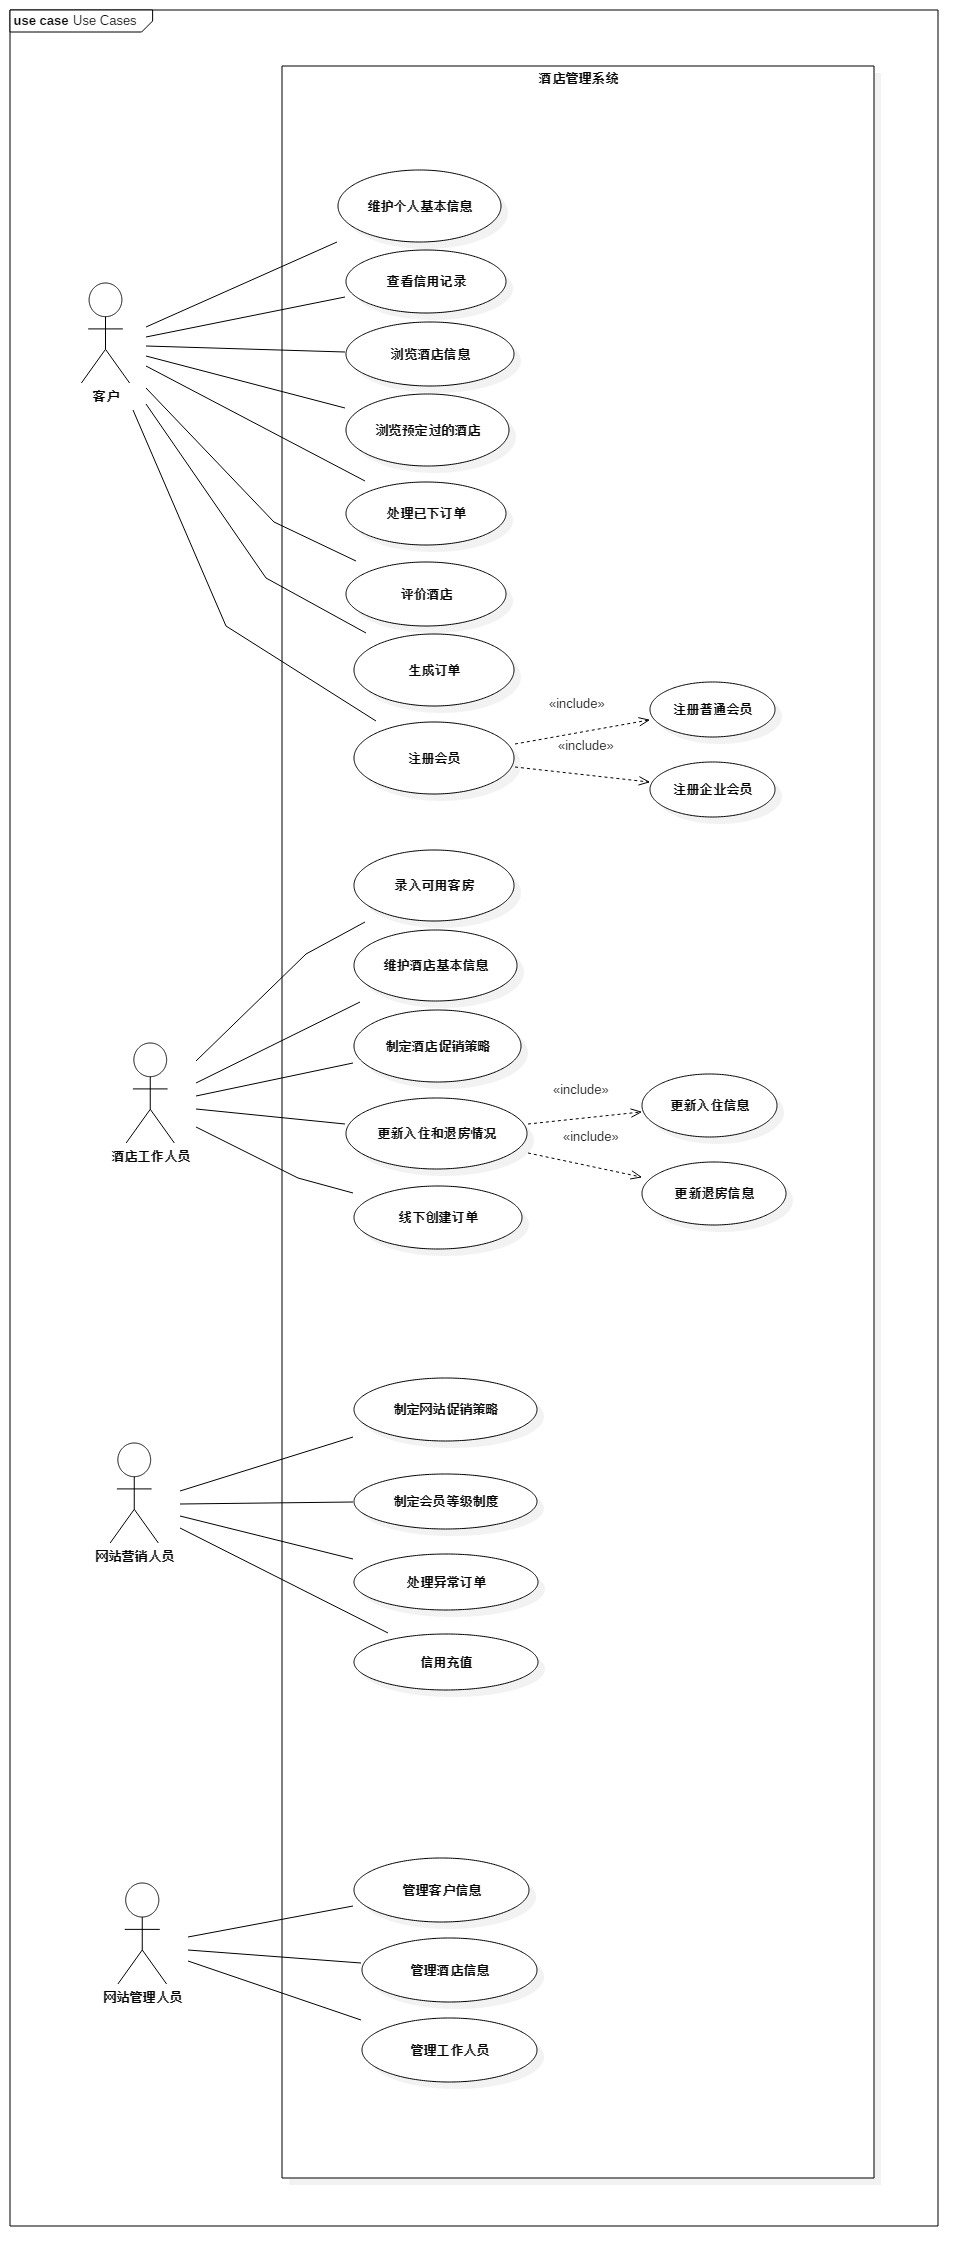 use case Use Cases
酒店管理系统
维护个人基本信息
查看信用记录
浏览酒店信息
客户
浏览预定过的酒店
处理已下订单
评价酒店
生成订单
«include»
注册普通会员
«include»
注册会员
注册企业会员
录入可用客房
维护酒店基本信息
制定酒店促销策略
«include»
更新入住信息
更新入住和退房情况
«include»
酒店工作人员
更新退房信息
线下创建订单
制定网站促销策略
制定会员等级制度
网站营销人员
处理异常订单
信用充值
管理客户信息
管理酒店信息
网站管理人员
管理工作人员